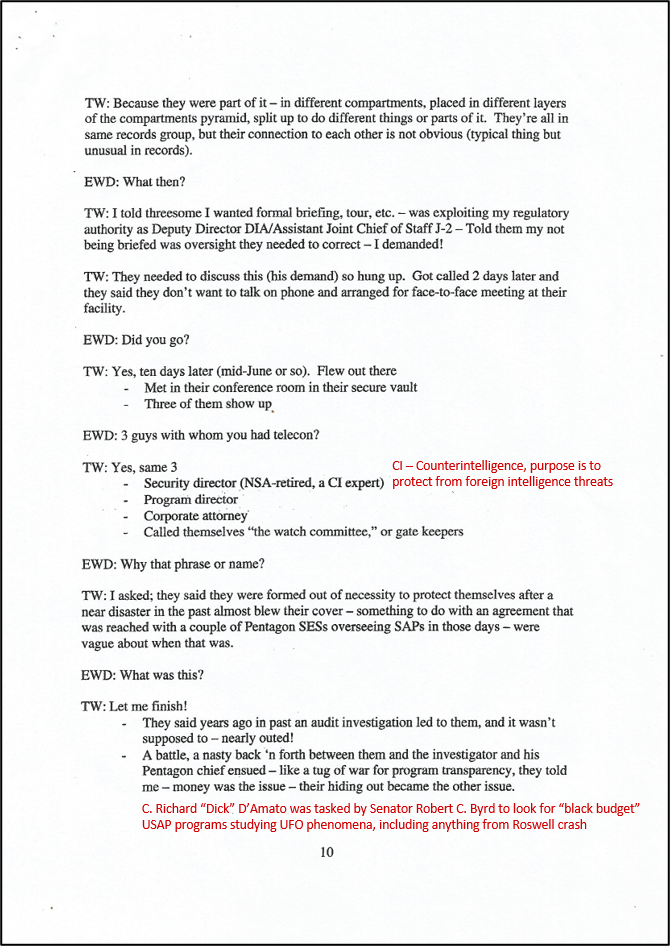 TW: Because they were part of it – in different compartments, placed in different layers
of the compartments pyramid, split up to do different things or parts of it. They're all in
same records group, but their connection to each other is not obvious (typical thing but
unusual in records).
EWD: What then?
TW: I told threesome I wanted formal briefing, tour, etc. – was exploiting my regulatory
authority as Deputy Director DIA/Assistant Joint Chief of Staff J-2 – Told them my not
being briefed was oversight they needed to correct – I demanded!
TW: They needed to discuss this (his demand) so hung up. Got called 2 days later and
they said they don't want to talk on phone and arranged for face-to-face meeting at their
facility.
EWD: Did you go?
TW: Yes, ten days later (mid-June or so). Flew out there
- Met in their conference room in their secure vault
- Three of them show up
EWD: 3 guys with whom you had telecon?
TW: Yes, same 3
- Security director (NSA-retired, a CI expert)
- Program director
- Corporate attorney
- Called themselves "the watch committee," or gate keepers
CI – Counterintelligence, purpose is to
protect from foreign intelligence threats
EWD: Why that phrase or name?
TW: I asked; they said they were formed out of necessity to protect themselves after a
near disaster in the past almost blew their cover – something to do with an agreement that
was reached with a couple of Pentagon SESs overseeing SAPs in those days – were
vague about when that was.
EWD: What was this?
TW: Let me finish!
- They said years ago in past an audit investigation led to them, and it wasn't
supposed to – nearly outed!
- A battle, a nasty back 'n forth between them and the investigator and his
Pentagon chief ensued – like a tug of war for program transparency, they told
me – money was the issue – their hiding out became the other issue.
C. Richard "Dick" D'Amato was tasked by Senator Robert C. Byrd to look for "black budget"
USAP programs studying UFO phenomena, including anything from Roswell crash
10